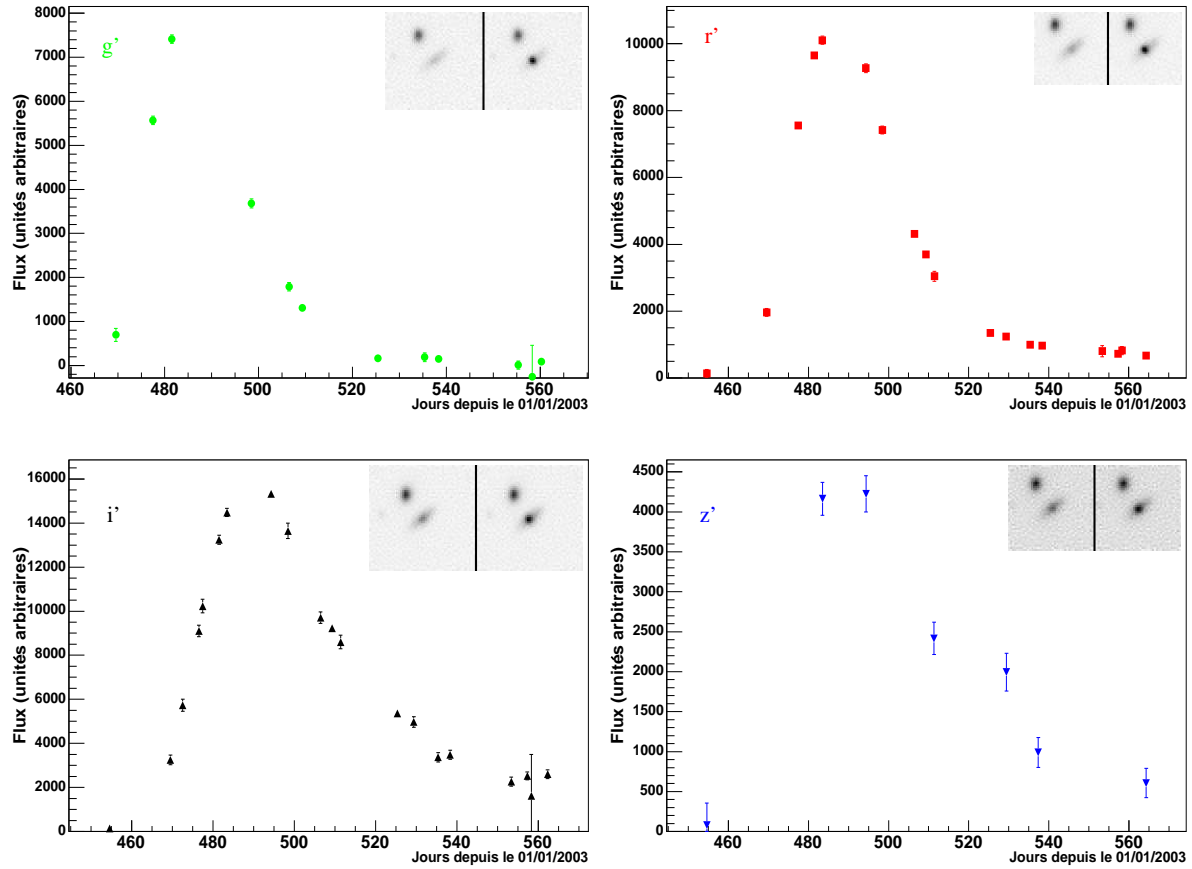 g’
Flux (unités arbitraires)
8000
7000
6000
5000
4000
3000
2000
1000
0
460 480 500 520 540 560
Jours depuis le 01/01/2003
r’
Flux (unités arbitraires)
10000
8000
6000
4000
2000
0
460 480 500 520 540 560
Jours depuis le 01/01/2003
i’
Flux (unités arbitraires)
16000
14000
12000
10000
8000
6000
4000
2000
0
460 480 500 520 540 560
Jours depuis le 01/01/2003
z’
Flux (unités arbitraires)
4500
4000
3500
3000
2500
2000
1500
1000
500
0
460 480 500 520 540 560
Jours depuis le 01/01/2003